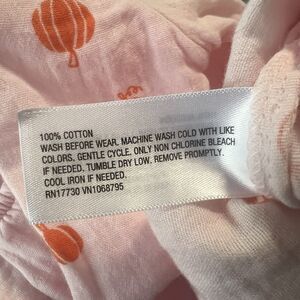 100% COTTON
WASH BEFORE WEAR. MACHINE WASH COLD WITH LIKE
COLORS. GENTLE CYCLE. ONLY NON CHLORINE BLEACH
IF NEEDED. TUMBLE DRY LOW. REMOVE PROMPTLY.
COOL IRON IF NEEDED.
RN17730 VN1068795